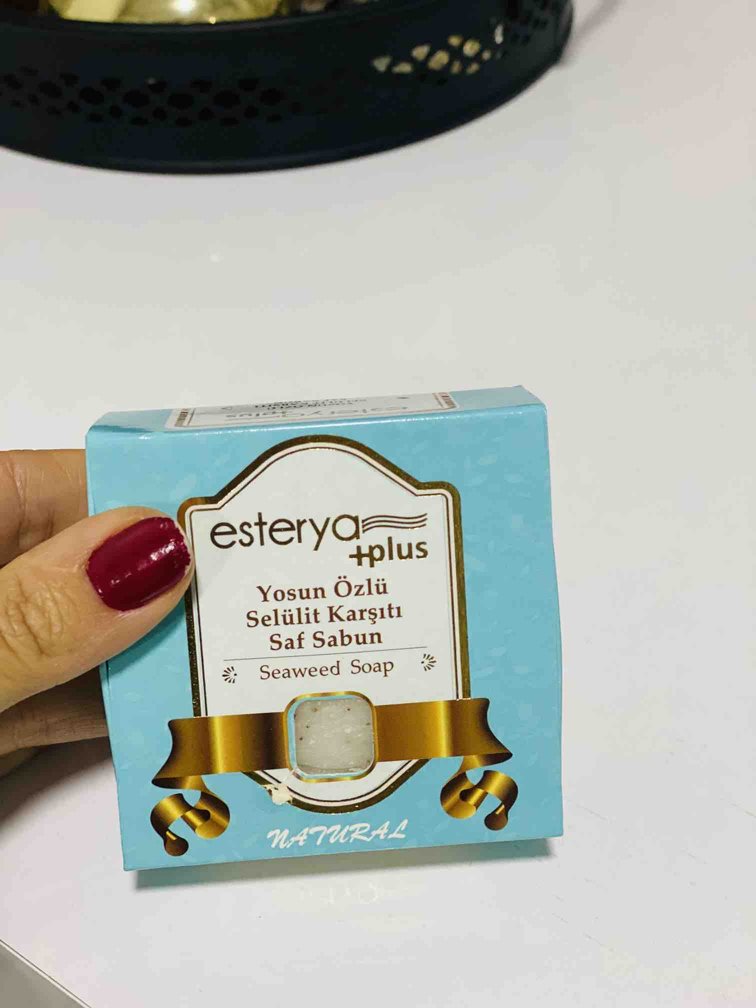 esterya
+plus
Yosun Özlü
Selülit Karşıtı
Saf Sabun
Seaweed Soap
NATURAL